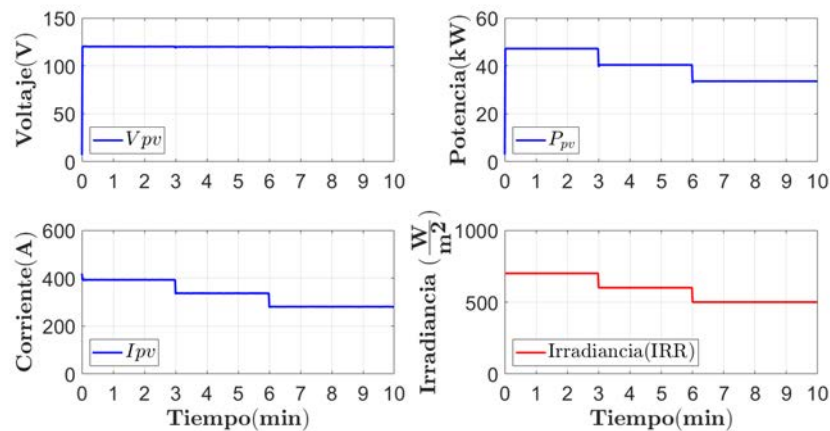 Voltaje(V)
150
100
50
0
Vpv
0 1 2 3 4 5 6 7 8 9 10
Potencia(kW)
60
40
20
0
P_{pv}
0 1 2 3 4 5 6 7 8 9 10
Corriente(A)
600
400
200
0
Ipv
0 1 2 3 4 5 6 7 8 9 10
Tiempo(min)
Irradiancia (W/m2)
1000
500
0
Irradiancia(IRR)
0 1 2 3 4 5 6 7 8 9 10
Tiempo(min)